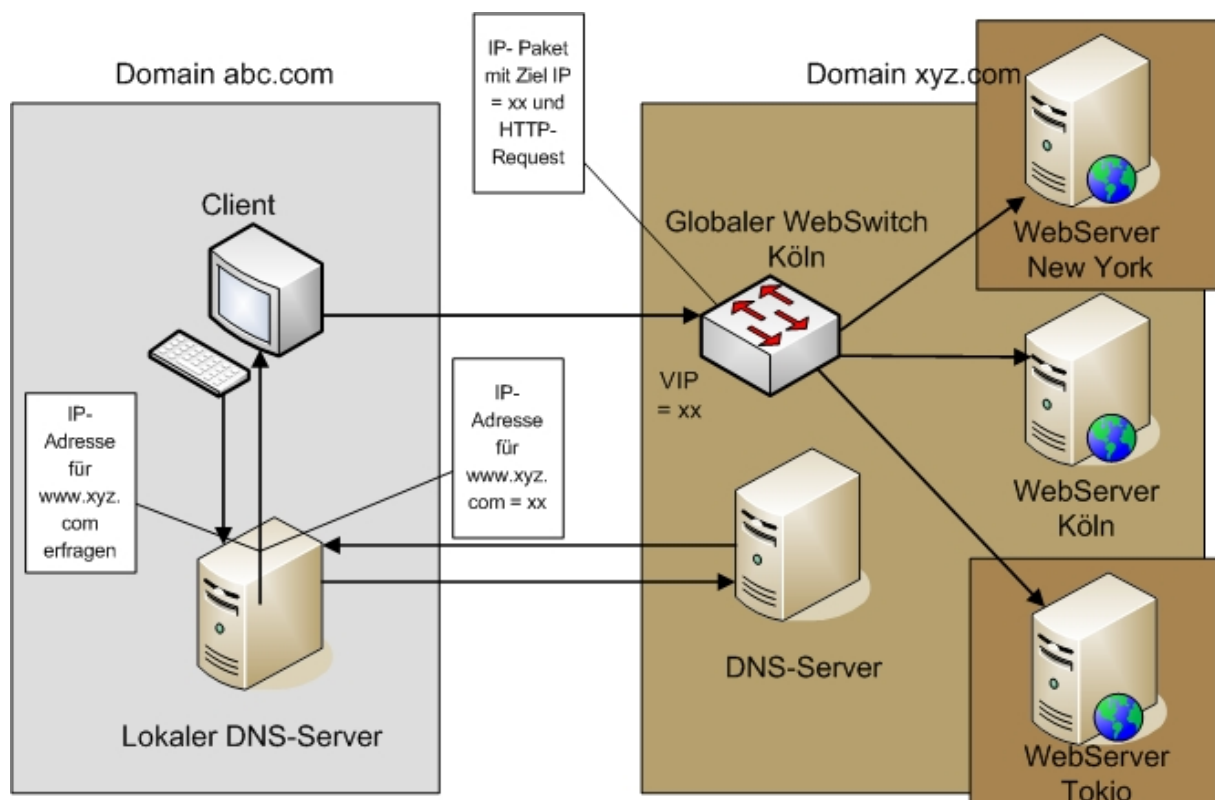 Domain abc.com
IP- Paket
mit Ziel IP
= xx und
HTTP-
Request
Domain xyz.com
Client
Globaler WebSwitch
Köln
WebServer
New York
VIP
= xx
IP-
Adresse
für
www.xyz.
com
erfragen
IP-
Adresse
für
www.xyz.
com = xx
WebServer
Köln
DNS-Server
Lokaler DNS-Server
WebServer
Tokio